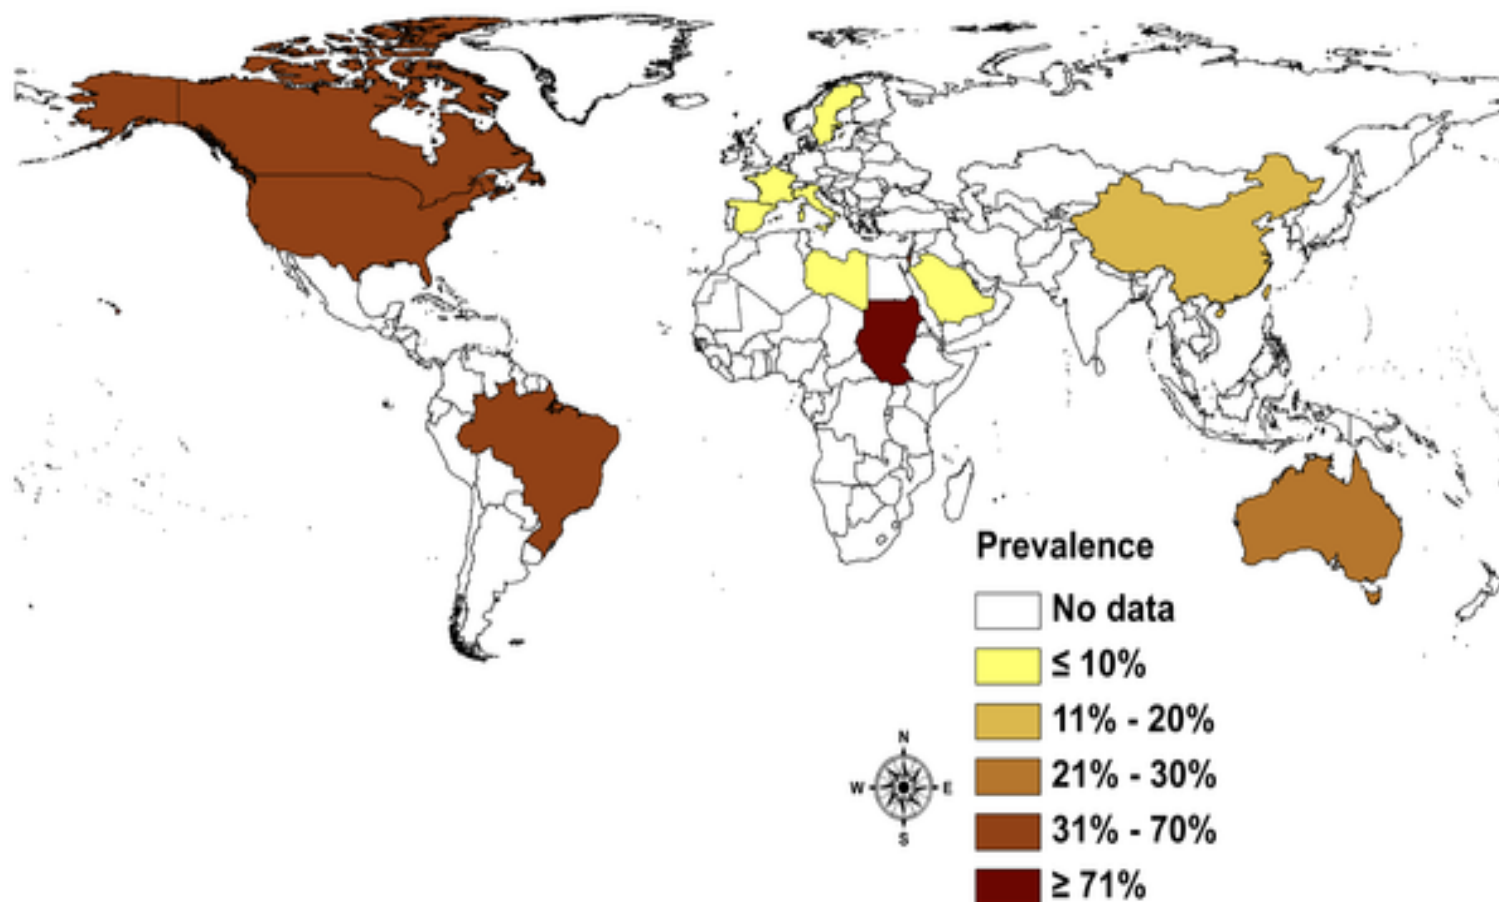 Prevalence
No data
≤ 10%
11% - 20%
21% - 30%
31% - 70%
≥ 71%
N
W E
S